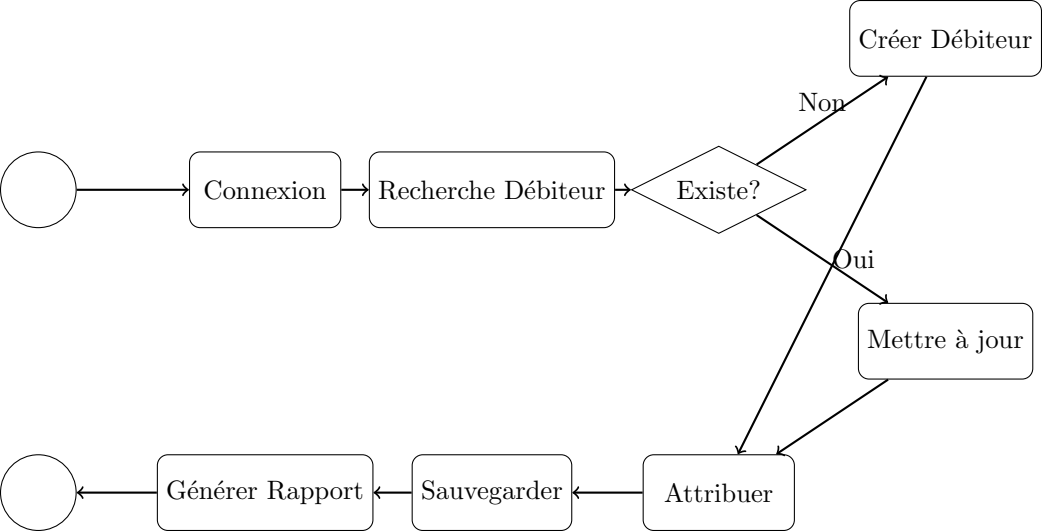 Créer Débiteur
Non
Connexion
Recherche Débiteur
Existe?
Oui
Mettre à jour
Générer Rapport
Sauvegarder
Attribuer